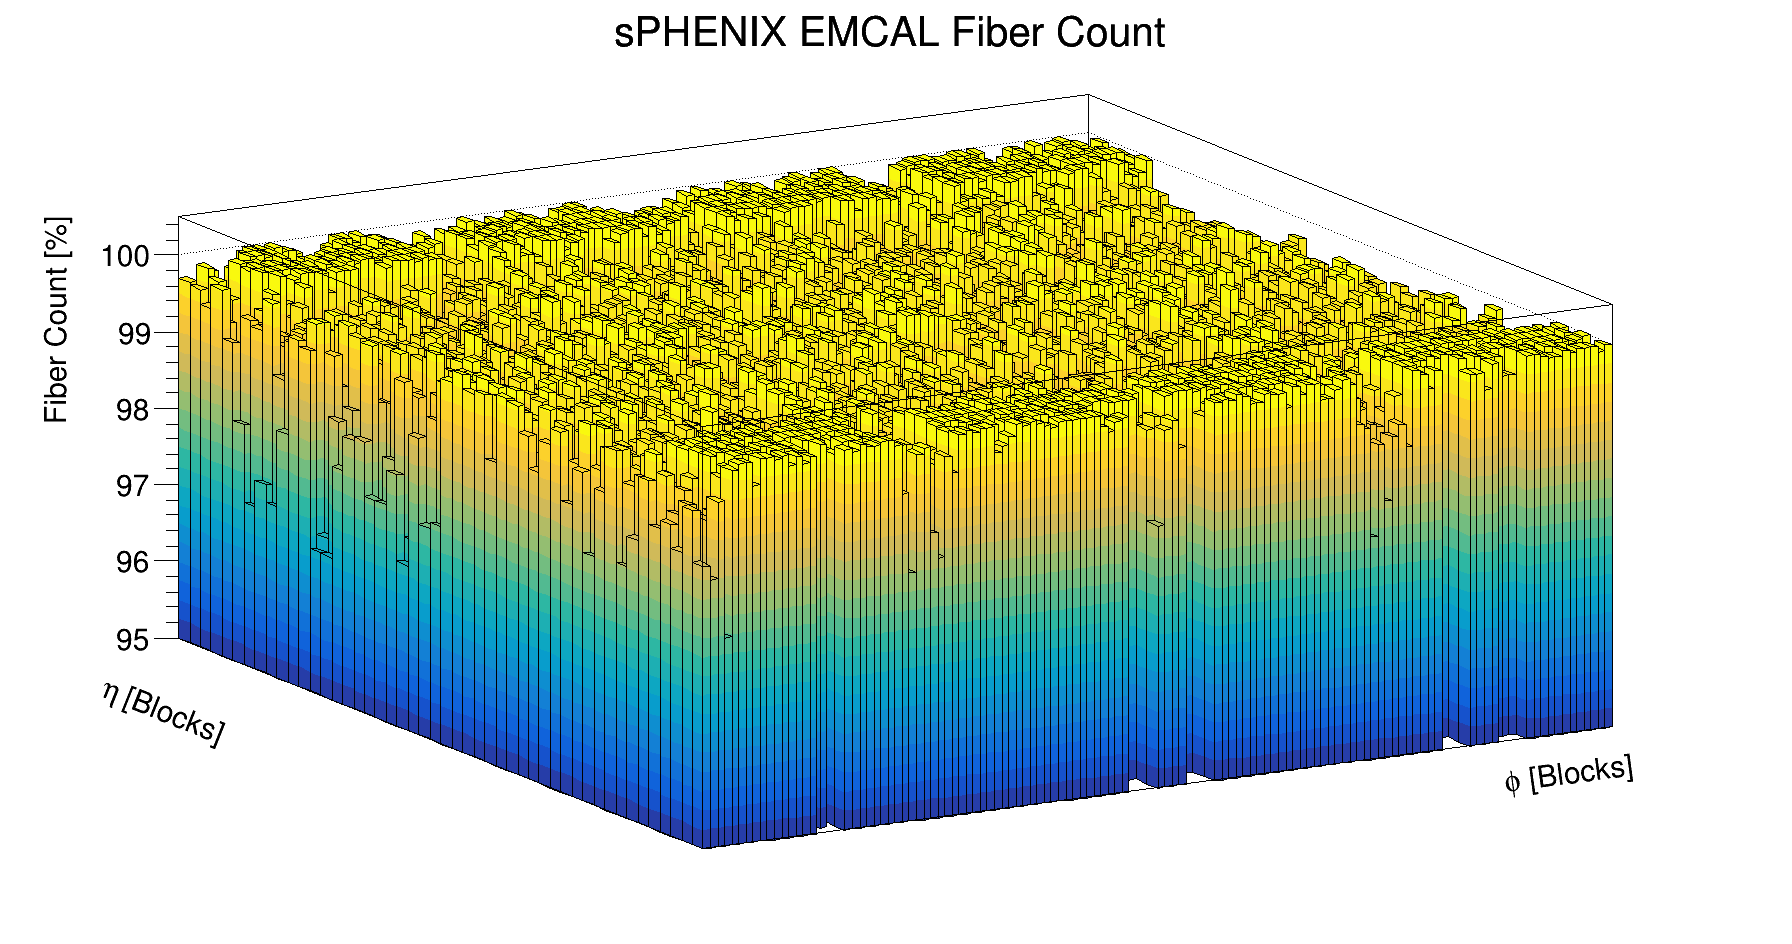 sPHENIX EMCAL Fiber Count
Fiber Count [%]
100
99
98
97
96
95
η [Blocks]
ϕ [Blocks]